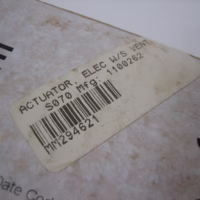 ACTUATOR, ELEC W/S VENT
S070 Mfg. 1100262
MM294621